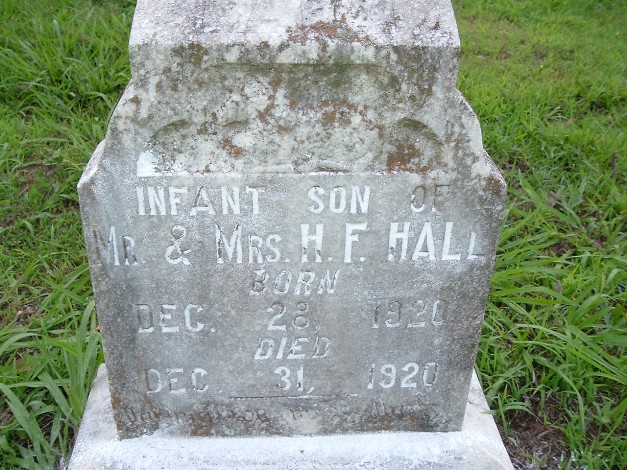 INFANT SON OF
MR. & MRS. H. F. HALL
BORN
DEC. 28, 1920
DIED
DEC. 31, 1920